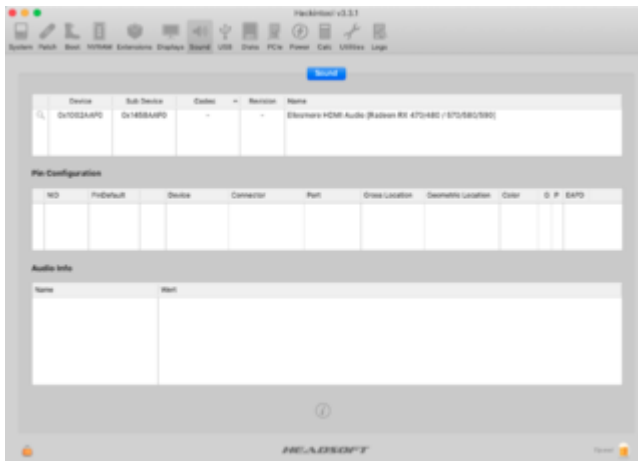 Hackintool v3.3.1
System Patch Boot NVRAM Extensions Displays Sound USB Disks PCIe Power Calc Utilities Logs
Sound
Device Sub Device Codec Revision Name
0x1002AAF0 0x1458AAF0 - - Ellesmere HDMI Audio [Radeon RX 470/480 / 570/580/590]
Pin Configuration
NID PinDefault Device Connector Port Gross Location Geometric Location Color D P EAPD
Audio Info
Name Wert
HEADSOFT